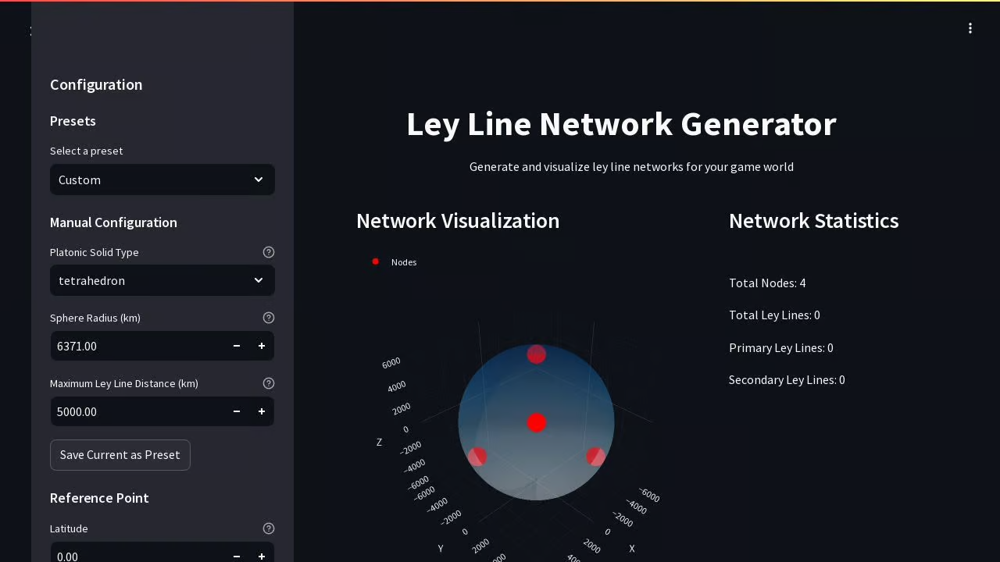 Configuration
Presets
Select a preset
Custom
Manual Configuration
Platonic Solid Type
tetrahedron
Sphere Radius (km)
6371.00
Maximum Ley Line Distance (km)
5000.00
Save Current as Preset
Reference Point
Latitude
0.00
Ley Line Network Generator
Generate and visualize ley line networks for your game world
Network Visualization
Nodes
6000
4000
2000
0
−2000
−4000
−6000
Z
−6000
−4000
−2000
0
2000
Y
−6000
−4000
−2000
0
2000
X
Network Statistics
Total Nodes: 4
Total Ley Lines: 0
Primary Ley Lines: 0
Secondary Ley Lines: 0